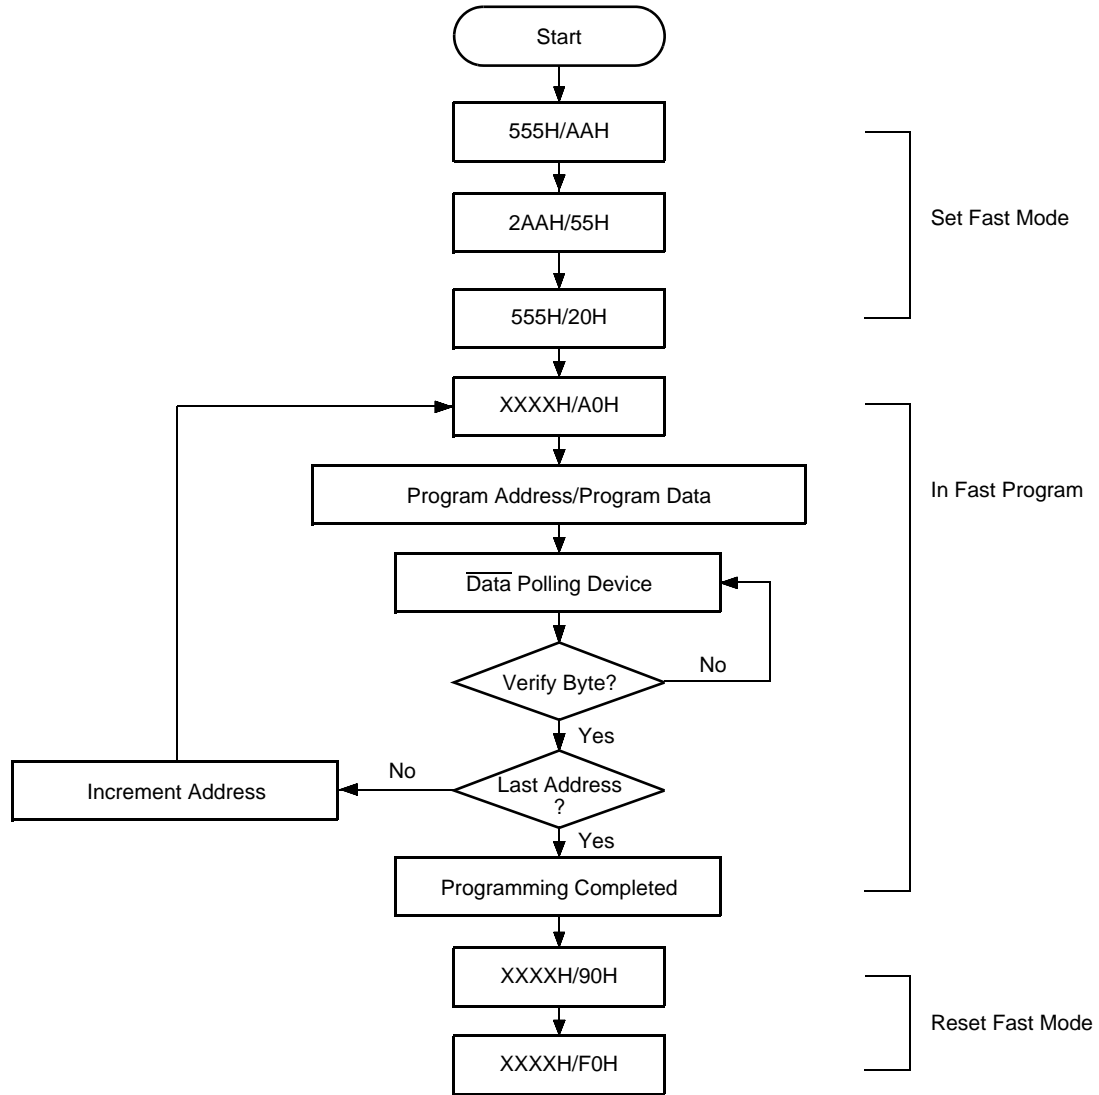 Start
555H/AAH
2AAH/55H
Set Fast Mode
555H/20H
XXXXH/A0H
Program Address/Program Data
In Fast Program
Data Polling Device
Verify Byte?
No
Yes
Last Address
?
No
Increment Address
Yes
Programming Completed
XXXXH/90H
Reset Fast Mode
XXXXH/F0H